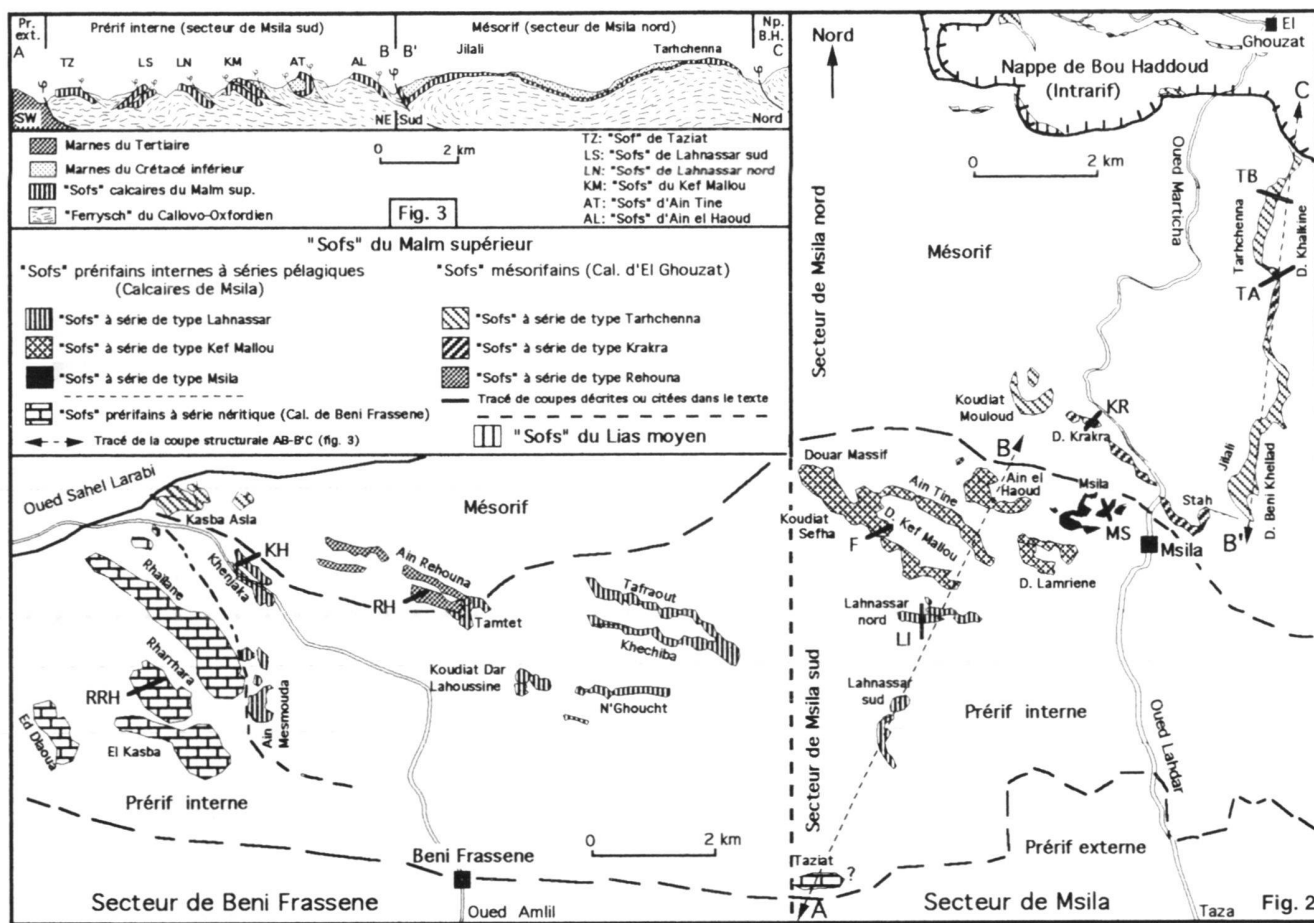 Pr. ext.
Prérif interne (secteur de Msila sud)
Mésorif (secteur de Msila nord)
Np. B.H.
A
TZ
LS
LN
KM
AT
AL
B
B'
Jilali
Tarhchenna
C
SW
NE
Sud
Nord
Marnes du Tertiaire
Marnes du Crétacé inférieur
"Sofs" calcaires du Malm sup.
"Ferrysch" du Callovo-Oxfordien
0 2 km
Fig. 3
TZ: "Sof" de Taziat
LS: "Sofs" de Lahnassar sud
LN: "Sofs" de Lahnassar nord
KM: "Sofs" du Kef Mallou
AT: "Sofs" d'Ain Tine
AL: "Sofs" d'Ain el Haoud
"Sofs" du Malm supérieur
"Sofs" prérifains internes à séries pélagiques
(Calcaires de Msila)
"Sofs" à série de type Lahnassar
"Sofs" à série de type Kef Mallou
"Sofs" à série de type Msila
"Sofs" prérifains à série néritique (Cal. de Beni Frassene)
Tracé de la coupe structurale AB-B'C (fig. 3)
"Sofs" mésorifains (Cal. d'El Ghouzat)
"Sofs" à série de type Tarhchenna
"Sofs" à série de type Krakra
"Sofs" à série de type Rehouna
Tracé de coupes décrites ou citées dans le texte
"Sofs" du Lias moyen
Oued Sahel Larabi
Kasba Asla
Mésorif
KH
Khenjaka
Rhailane
Ain Rehouna
RH
Tamtet
Tafraout
Khechiba
Rharrhara
RRH
Koudiat Dar
Lahoussine
N'Ghoucht
Ain Mesmouda
Ed Dlaoua
El Kasba
Prérif interne
0 2 km
Beni Frassene
Secteur de Beni Frassene
Oued Amlil
Nord
El
Ghouzat
Nappe de Bou Haddoud
(Intrarif)
C
0 2 km
Oued Marticha
TB
Tarhchenna
D. Khalkine
TA
Secteur de Msila nord
Mésorif
Koudiat
Mouloud
KR
D. Krakra
B
Douar Massif
Ain el
Haoud
Ain Tine
Msila
Jilali
Stah
D. Beni Khellad
Koudiat
Sefha
F
D. Kef Mallou
MS
Msila
B'
D. Lamriene
Lahnassar
nord
LI
Lahnassar
sud
Secteur de Msila sud
Prérif interne
Oued Lahdar
Prérif externe
Taziat
?
A
Secteur de Msila
Taza
Fig. 2